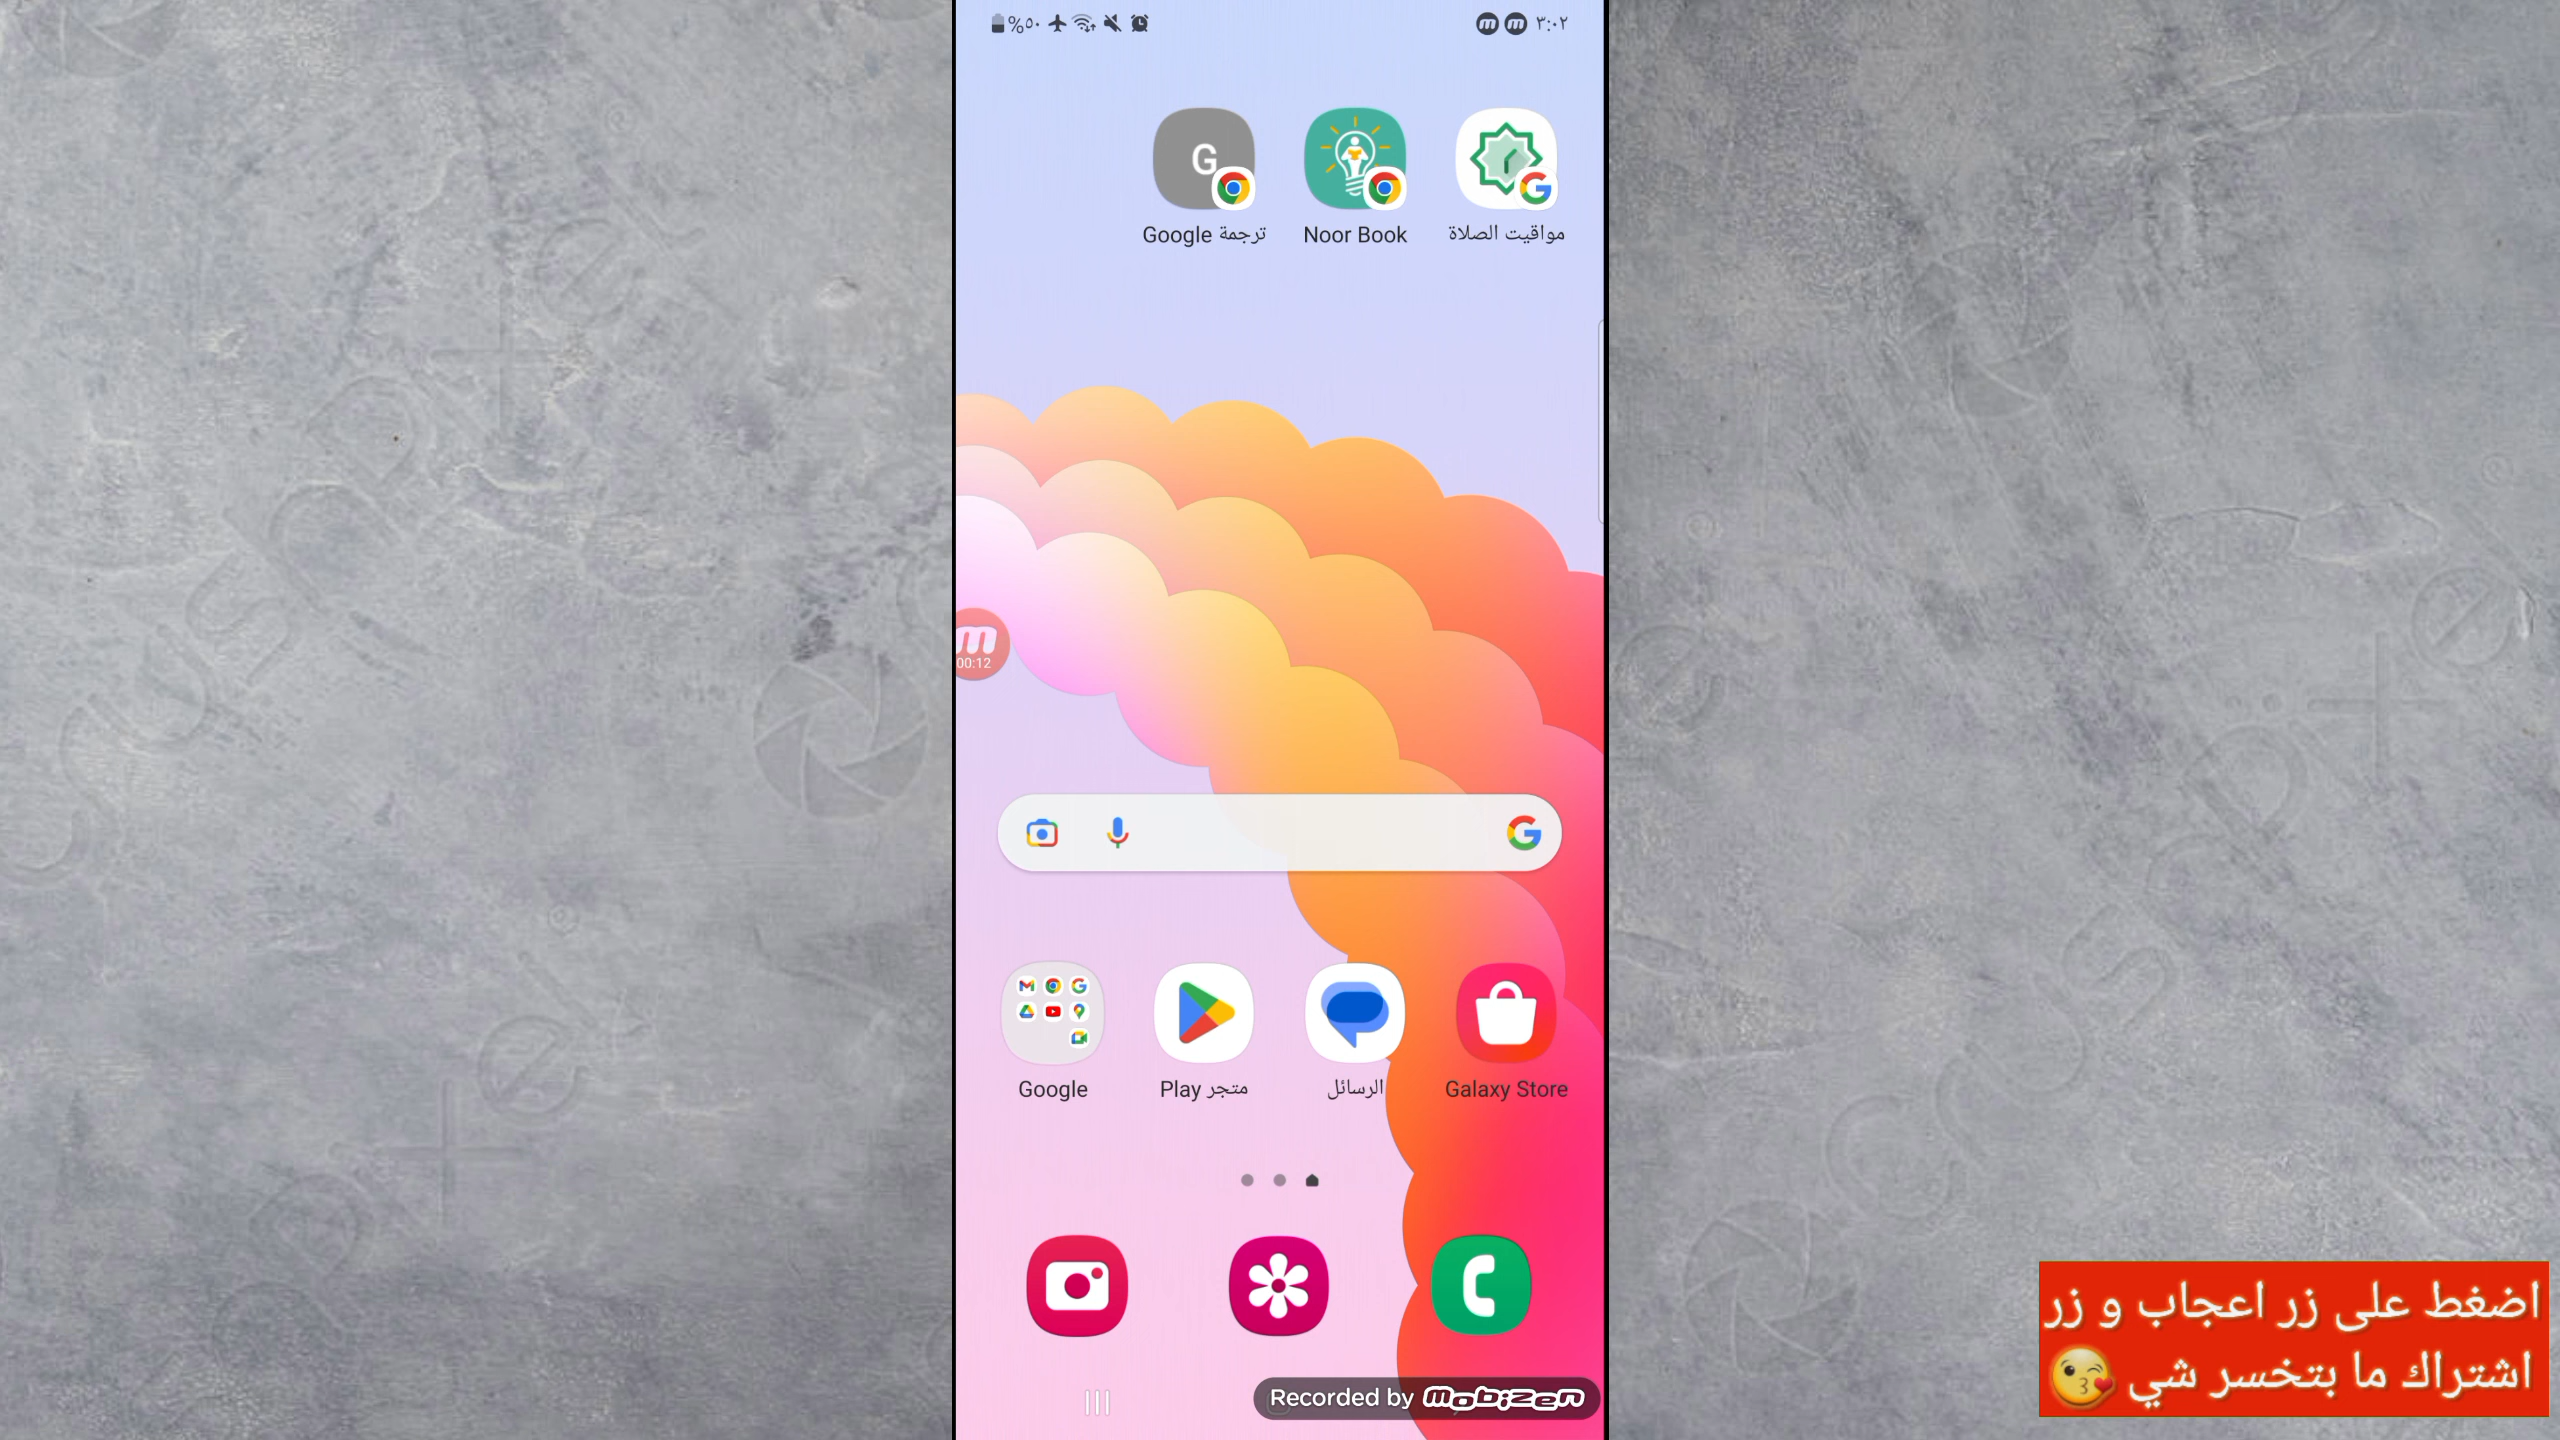 %٥٠ ٣:٠٢
مواقيت الصلاة
Noor Book
ترجمة Google
00:12
Galaxy Store
الرسائل
متجر Play
Google
Recorded by Mobizen
اضغط على زر اعجاب و زر
اشتراك ما بتخسر شي 😘